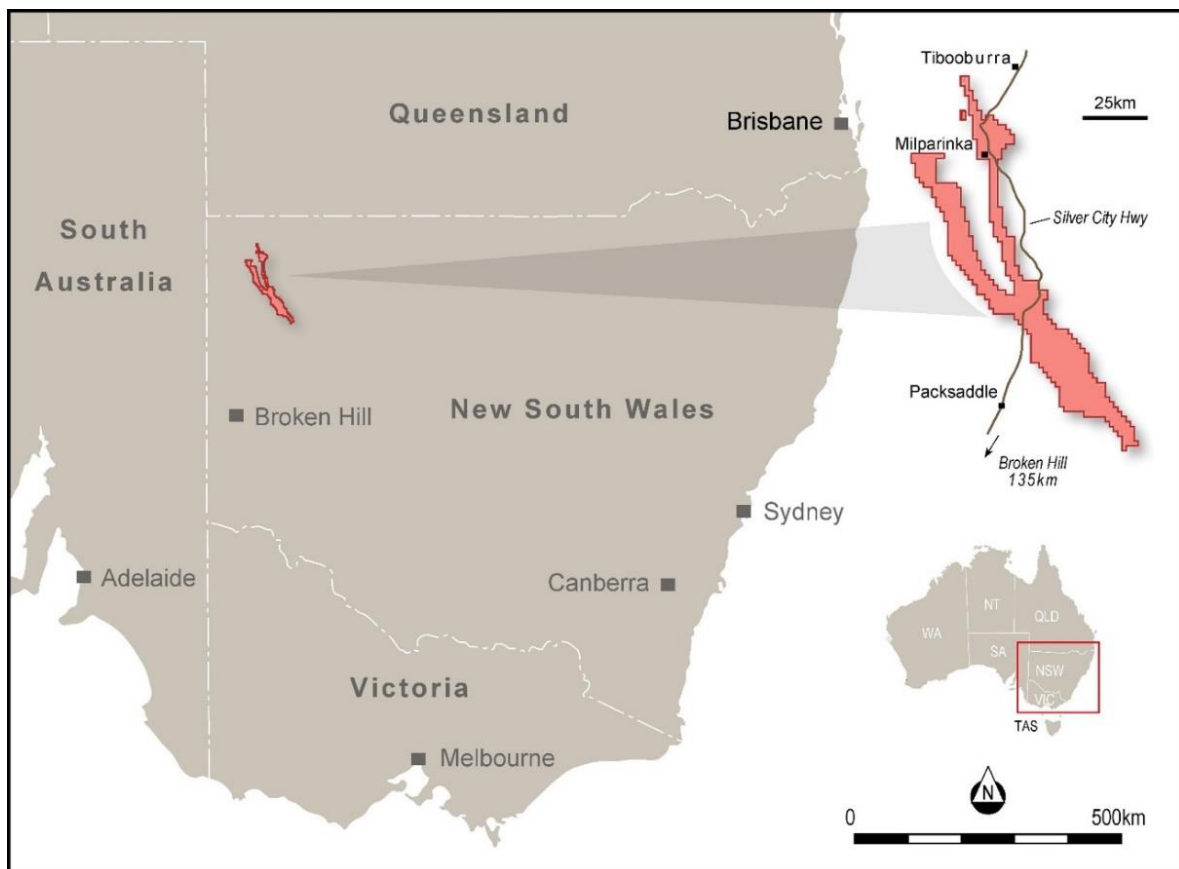 Queensland
Brisbane
South
Australia
Broken Hill
New South Wales
Sydney
Adelaide
Canberra
Victoria
Melbourne
Tibooburra
25km
Milparinka
Silver City Hwy
Packsaddle
Broken Hill
135km
NT
QLD
WA
SA
NSW
VIC
TAS
N
0
500km